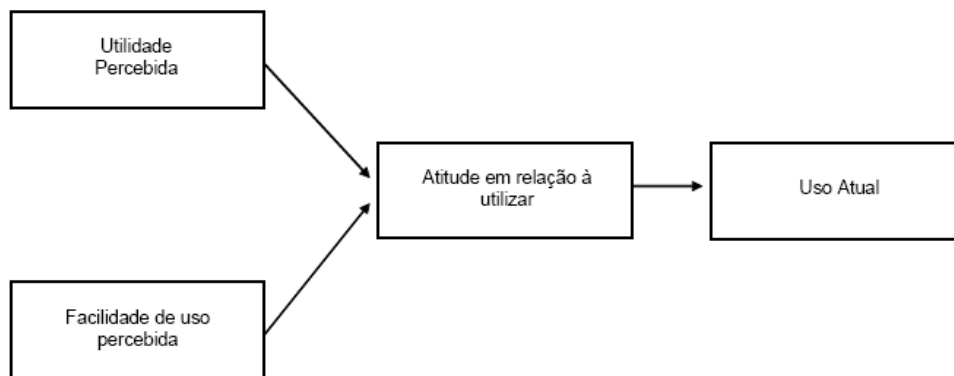 Utilidade
Percebida
Atitude em relação à
utilizar
Uso Atual
Facilidade de uso
percebida